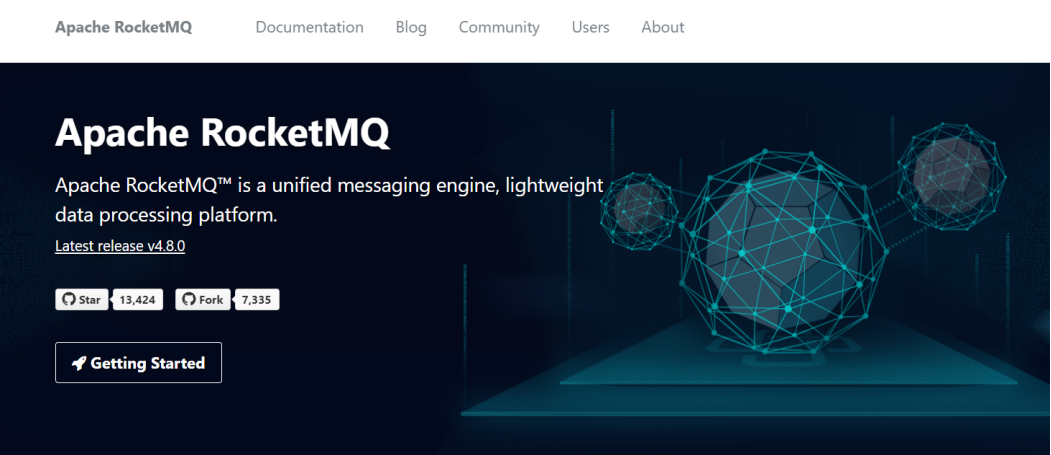 Apache RocketMQ Documentation Blog Community Users About
Apache RocketMQ
Apache RocketMQ™ is a unified messaging engine, lightweight
data processing platform.
Latest release v4.8.0
Star 13,424 Fork 7,335
Getting Started